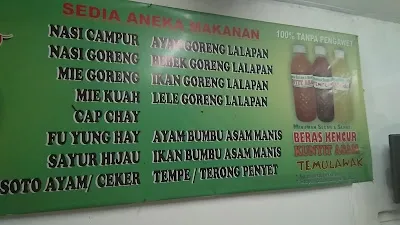 SEDIA ANEKA MAKANAN
NASI CAMPUR
NASI GORENG
MIE GORENG
MIE KUAH
CAP CHAY
FU YUNG HAY
SAYUR HIJAU
SOTO AYAM/ CEKER
AYAM GORENG LALAPAN
BEBEK GORENG LALAPAN
IKAN GORENG LALAPAN
LELE GORENG LALAPAN
AYAM BUMBU ASAM MANIS
IKAN BUMBU ASAM MANIS
TEMPE / TERONG PENYET
100% TANPA PENGAWET
BERAS KENCUR
KUNYIT ASAM
TEMULAWAK